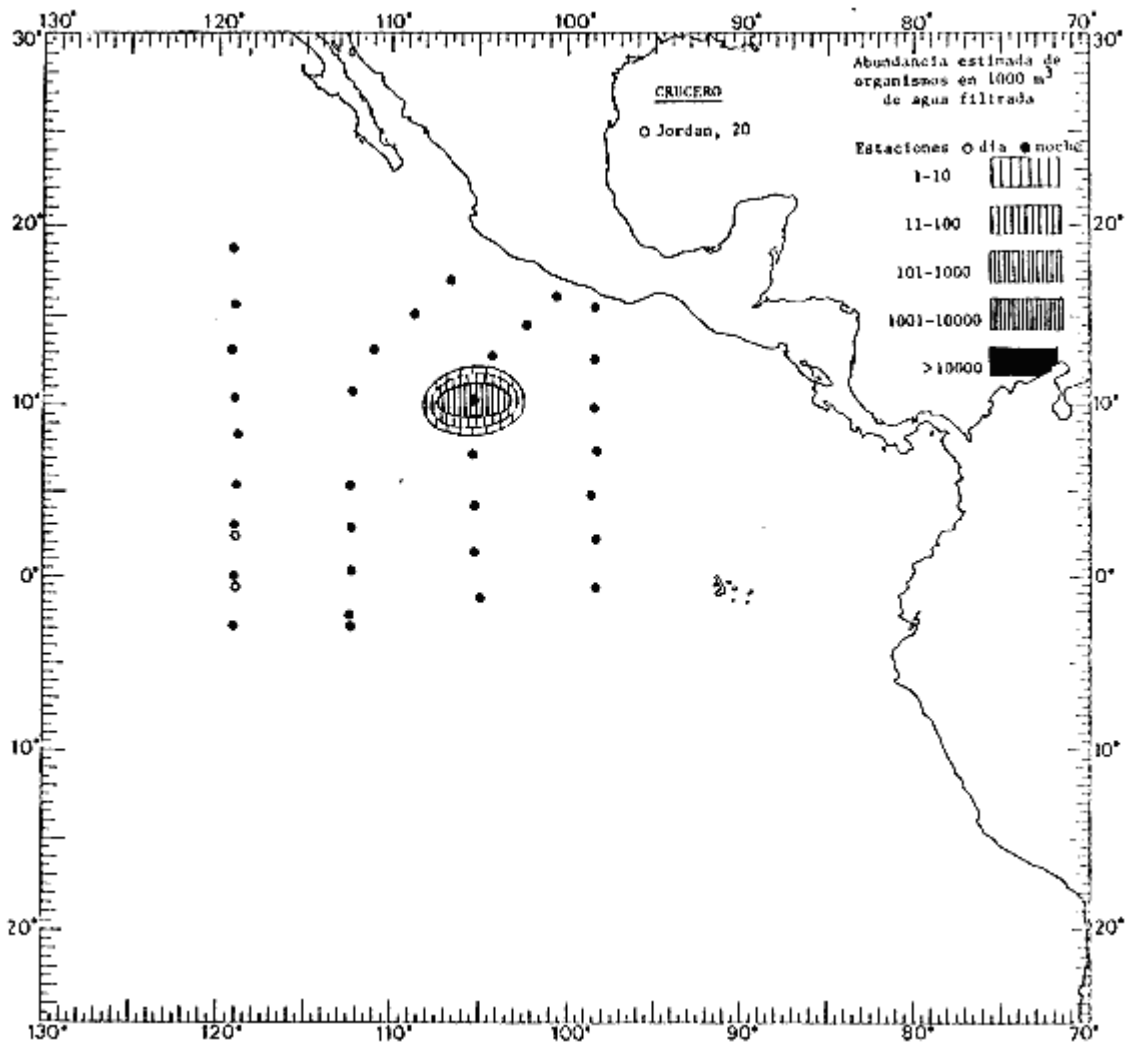 130° 120° 110° 100° 90° 80° 70°
30° 30°
Abundancia estimada de
organismos en 1000 m³
de agua filtrada
CRUCERO
O Jordan, 20
Estaciones o día ● noche
1-10
20° 20°
11-100
101-1000
1001-10000
>10000
10° 10°
0° 0°
10° 10°
20° 20°
130° 120° 110° 100° 90° 80° 70°